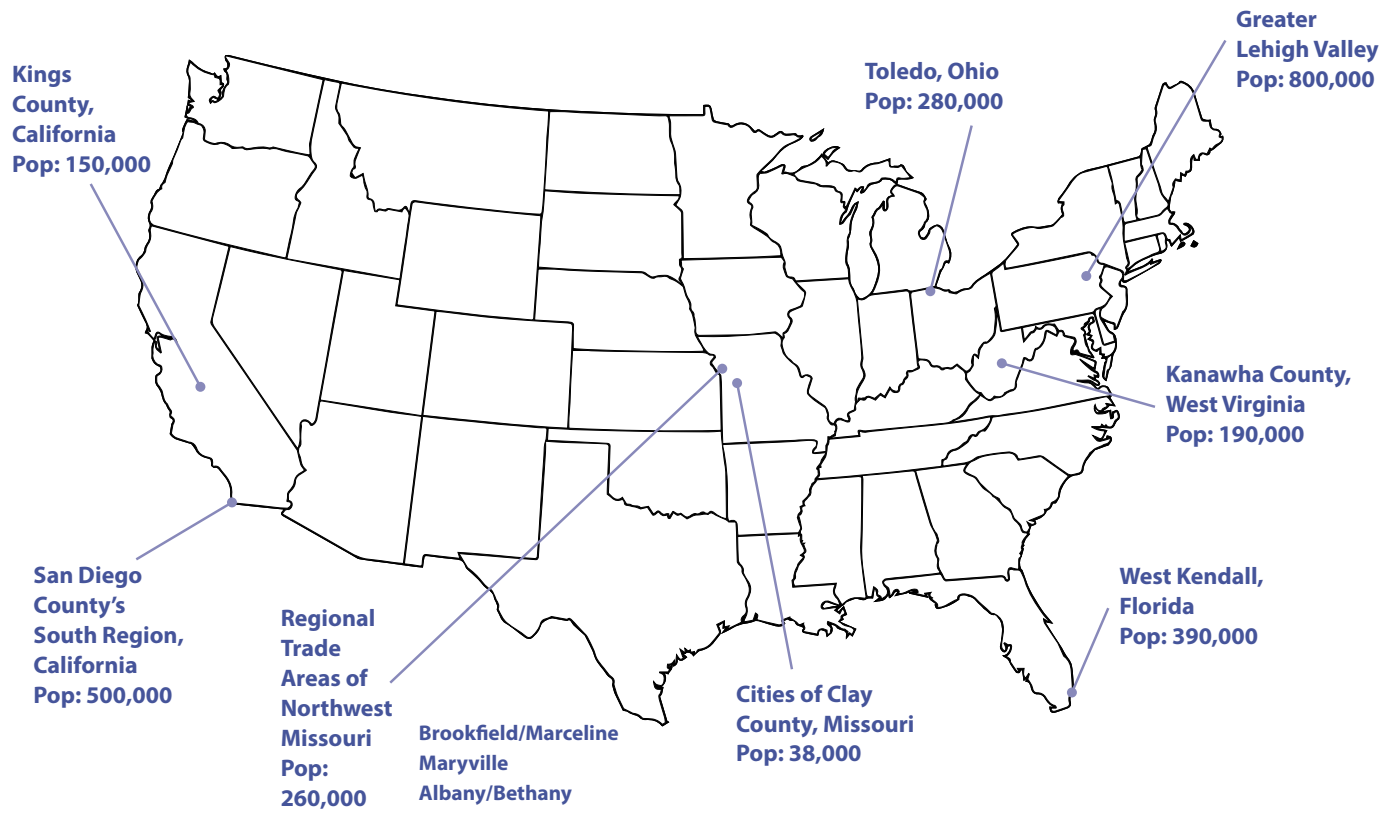 Greater
Lehigh Valley
Pop: 800,000
Kings
County,
California
Pop: 150,000
Toledo, Ohio
Pop: 280,000
Kanawha County,
West Virginia
Pop: 190,000
San Diego
County’s
South Region,
California
Pop: 500,000
Regional
Trade
Areas of
Northwest
Missouri
Pop:
260,000
Brookfield/Marceline
Maryville
Albany/Bethany
Cities of Clay
County, Missouri
Pop: 38,000
West Kendall,
Florida
Pop: 390,000